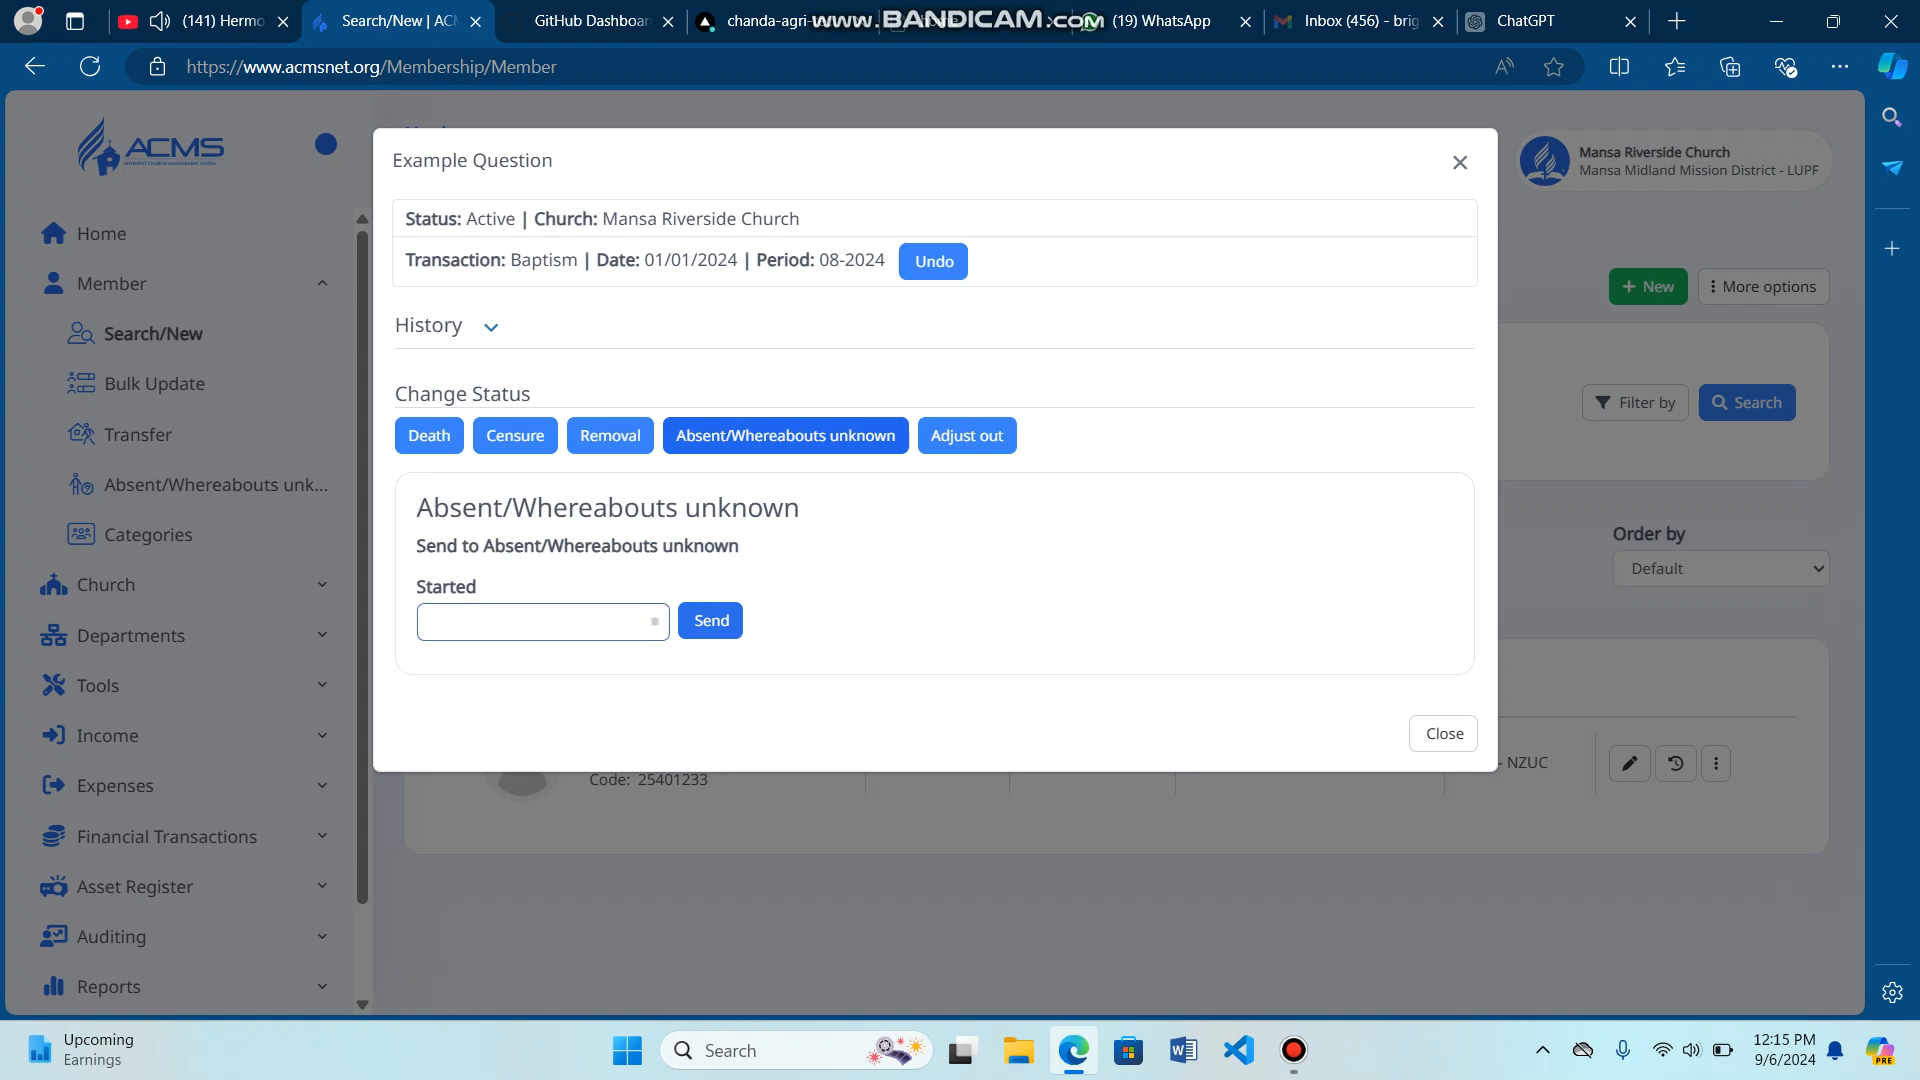 (141) Hermo
Search/New | ACM
GitHub Dashboar
chanda-agri-
www.BANDICAM.com
(19) WhatsApp
Inbox (456) - brig
ChatGPT
https://www.acmsnet.org/Membership/Member
ACMS
Mansa Riverside Church
Mansa Midland Mission District - LUPF
Home
Member
Search/New
Bulk Update
Transfer
Absent/Whereabouts unk...
Categories
Church
Departments
Tools
Income
Expenses
Financial Transactions
Asset Register
Auditing
Reports
Example Question
Status: Active | Church: Mansa Riverside Church
Transaction: Baptism | Date: 01/01/2024 | Period: 08-2024 Undo
History
Change Status
Death Censure Removal Absent/Whereabouts unknown Adjust out
Absent/Whereabouts unknown
Send to Absent/Whereabouts unknown
Started
Send
Close
+ New
More options
Filter by
Search
Order by
Default
- NZUC
Code: 25401233
Upcoming
Earnings
Search
12:15 PM
9/6/2024
PRE